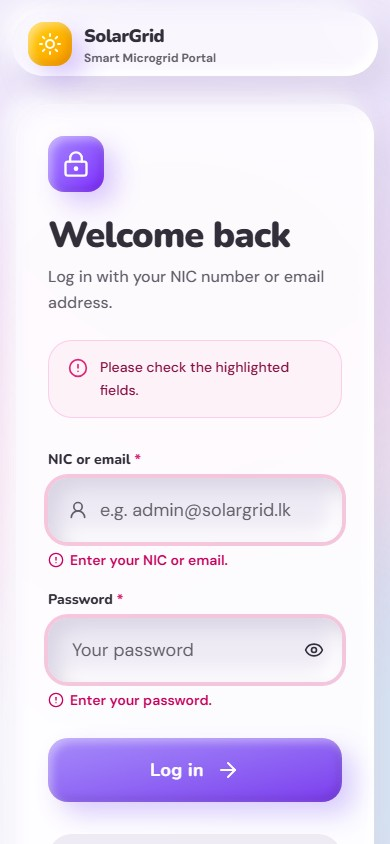 SolarGrid
Smart Microgrid Portal
Welcome back
Log in with your NIC number or email
address.
Please check the highlighted
fields.
NIC or email *
e.g. admin@solargrid.lk
Enter your NIC or email.
Password *
Your password
Enter your password.
Log in